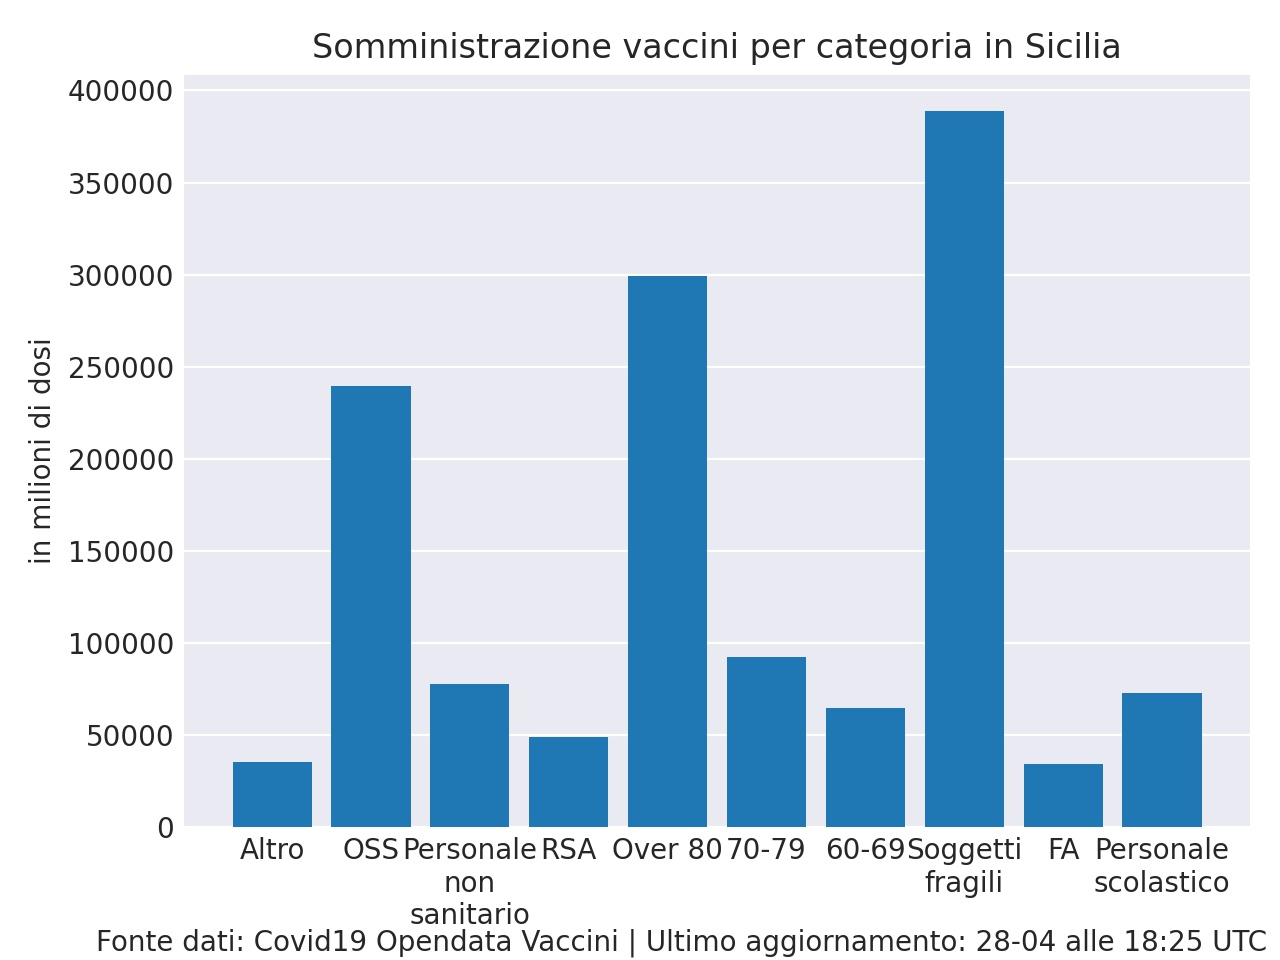 Somministrazione vaccini per categoria in Sicilia
in milioni di dosi
400000
350000
300000
250000
200000
150000
100000
50000
0
Altro
OSS
Personale
non
sanitario
RSA
Over 80
70-79
60-69
Soggetti
fragili
FA
Personale
scolastico
Fonte dati: Covid19 Opendata Vaccini | Ultimo aggiornamento: 28-04 alle 18:25 UTC